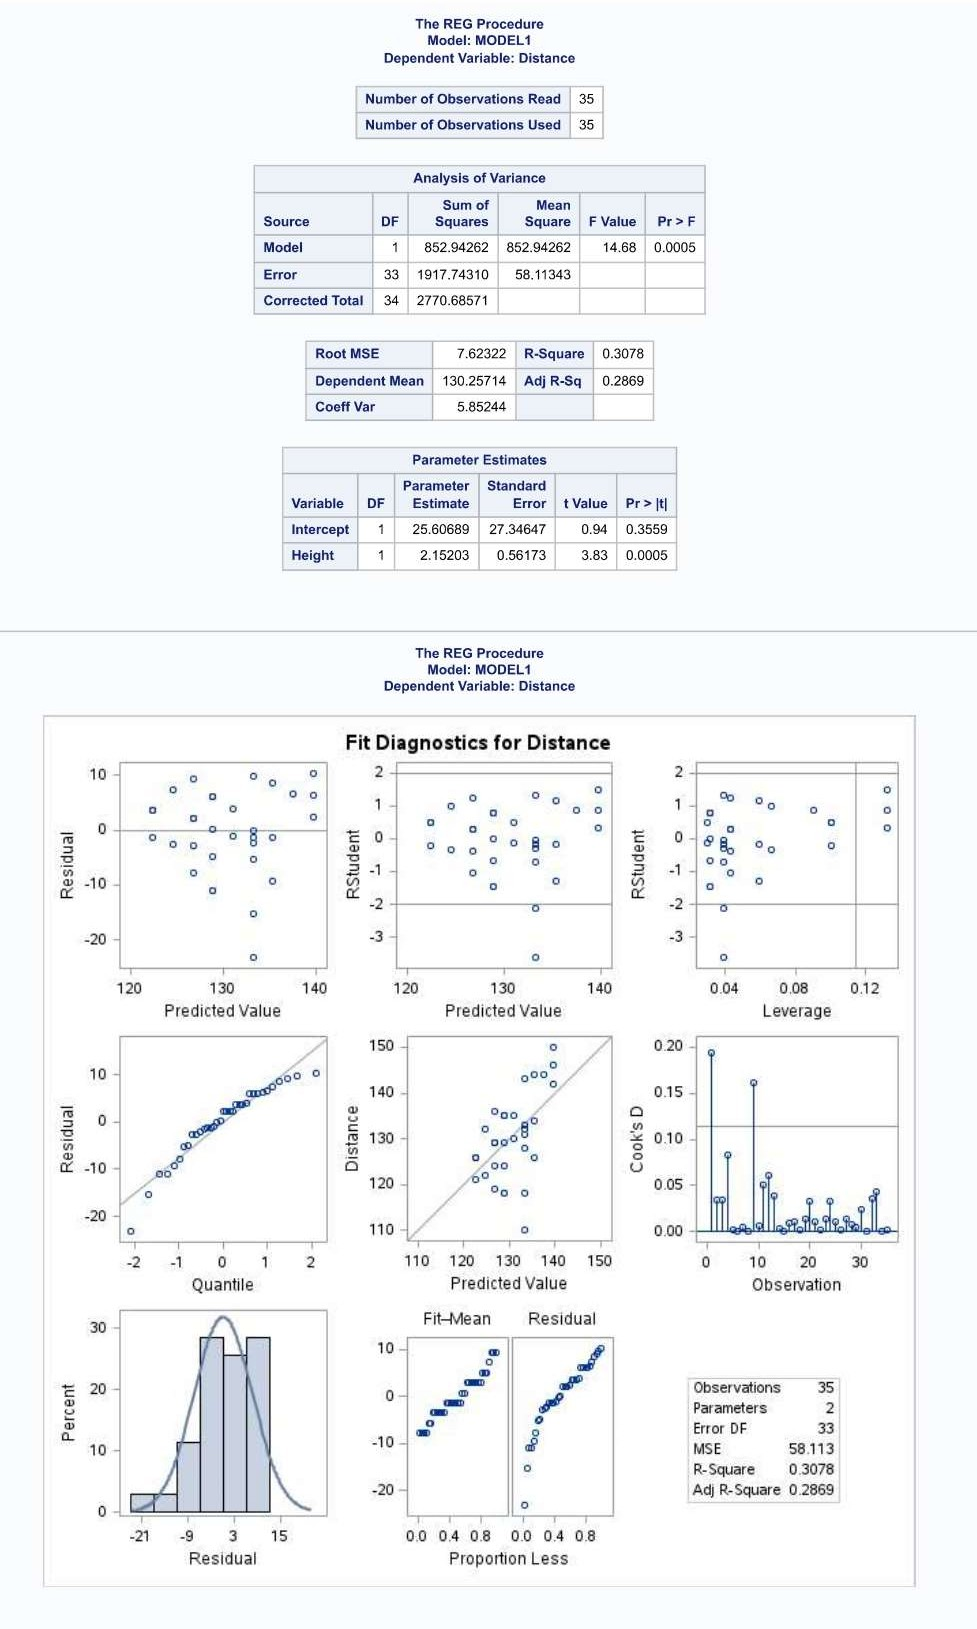 The REG Procedure
Model: MODEL1
Dependent Variable: Distance
Number of Observations Read 35
Number of Observations Used 35
Analysis of Variance
Source DF Sum of Squares Mean Square F Value Pr > F
Model 1 852.94262 852.94262 14.68 0.0005
Error 33 1917.74310 58.11343
Corrected Total 34 2770.68571
Root MSE 7.62322 R-Square 0.3078
Dependent Mean 130.25714 Adj R-Sq 0.2869
Coeff Var 5.85244
Parameter Estimates
Variable DF Parameter Estimate Standard Error t Value Pr > |t|
Intercept 1 25.60689 27.34647 0.94 0.3559
Height 1 2.15203 0.56173 3.83 0.0005
The REG Procedure
Model: MODEL1
Dependent Variable: Distance
Fit Diagnostics for Distance
Residual
10
0
-10
-20
120 130 140
Predicted Value
RStudent
2
1
0
-1
-2
-3
120 130 140
Predicted Value
RStudent
2
1
0
-1
-2
-3
0.04 0.08 0.12
Leverage
Residual
10
0
-10
-20
-2 -1 0 1 2
Quantile
Distance
150
140
130
120
110
110 120 130 140 150
Predicted Value
Cook's D
0.20
0.15
0.10
0.05
0.00
0 10 20 30
Observation
Percent
30
20
10
0
-21 -9 3 15
Residual
Fit–Mean Residual
10
0
-10
-20
0.0 0.4 0.8 0.0 0.4 0.8
Proportion Less
Observations 35
Parameters 2
Error DF 33
MSE 58.113
R-Square 0.3078
Adj R-Square 0.2869